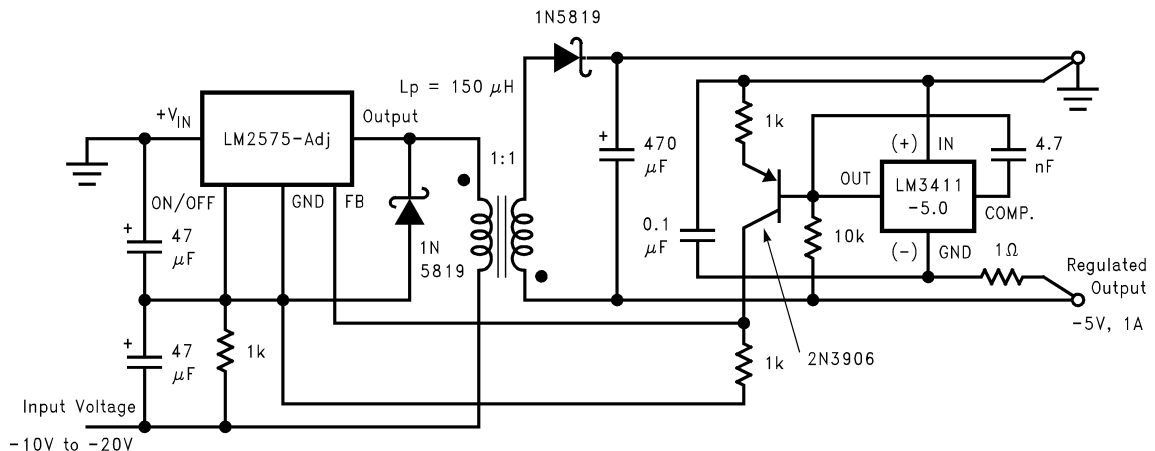 1N5819
Lp = 150 μH
+VIN
LM2575-Adj
Output
1:1
ON/OFF
GND
FB
+
47
μF
1N
5819
+
470
μF
1k
(+)
IN
4.7
nF
OUT
LM3411
-5.0
COMP.
0.1
μF
10k
(-)
GND
1Ω
Regulated
Output
-5V, 1A
+
47
μF
1k
1k
2N3906
Input Voltage
-10V to -20V